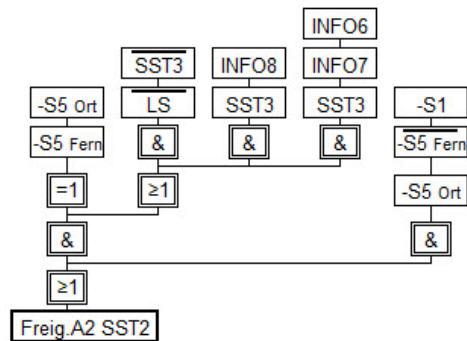 INFO6
SST3 INFO8 INFO7
-S5 Ort LS SST3 SST3 -S1
-S5 Fern & & & -S5 Fern
=1 ≥1 -S5 Ort
& &
≥1
Freig.A2 SST2